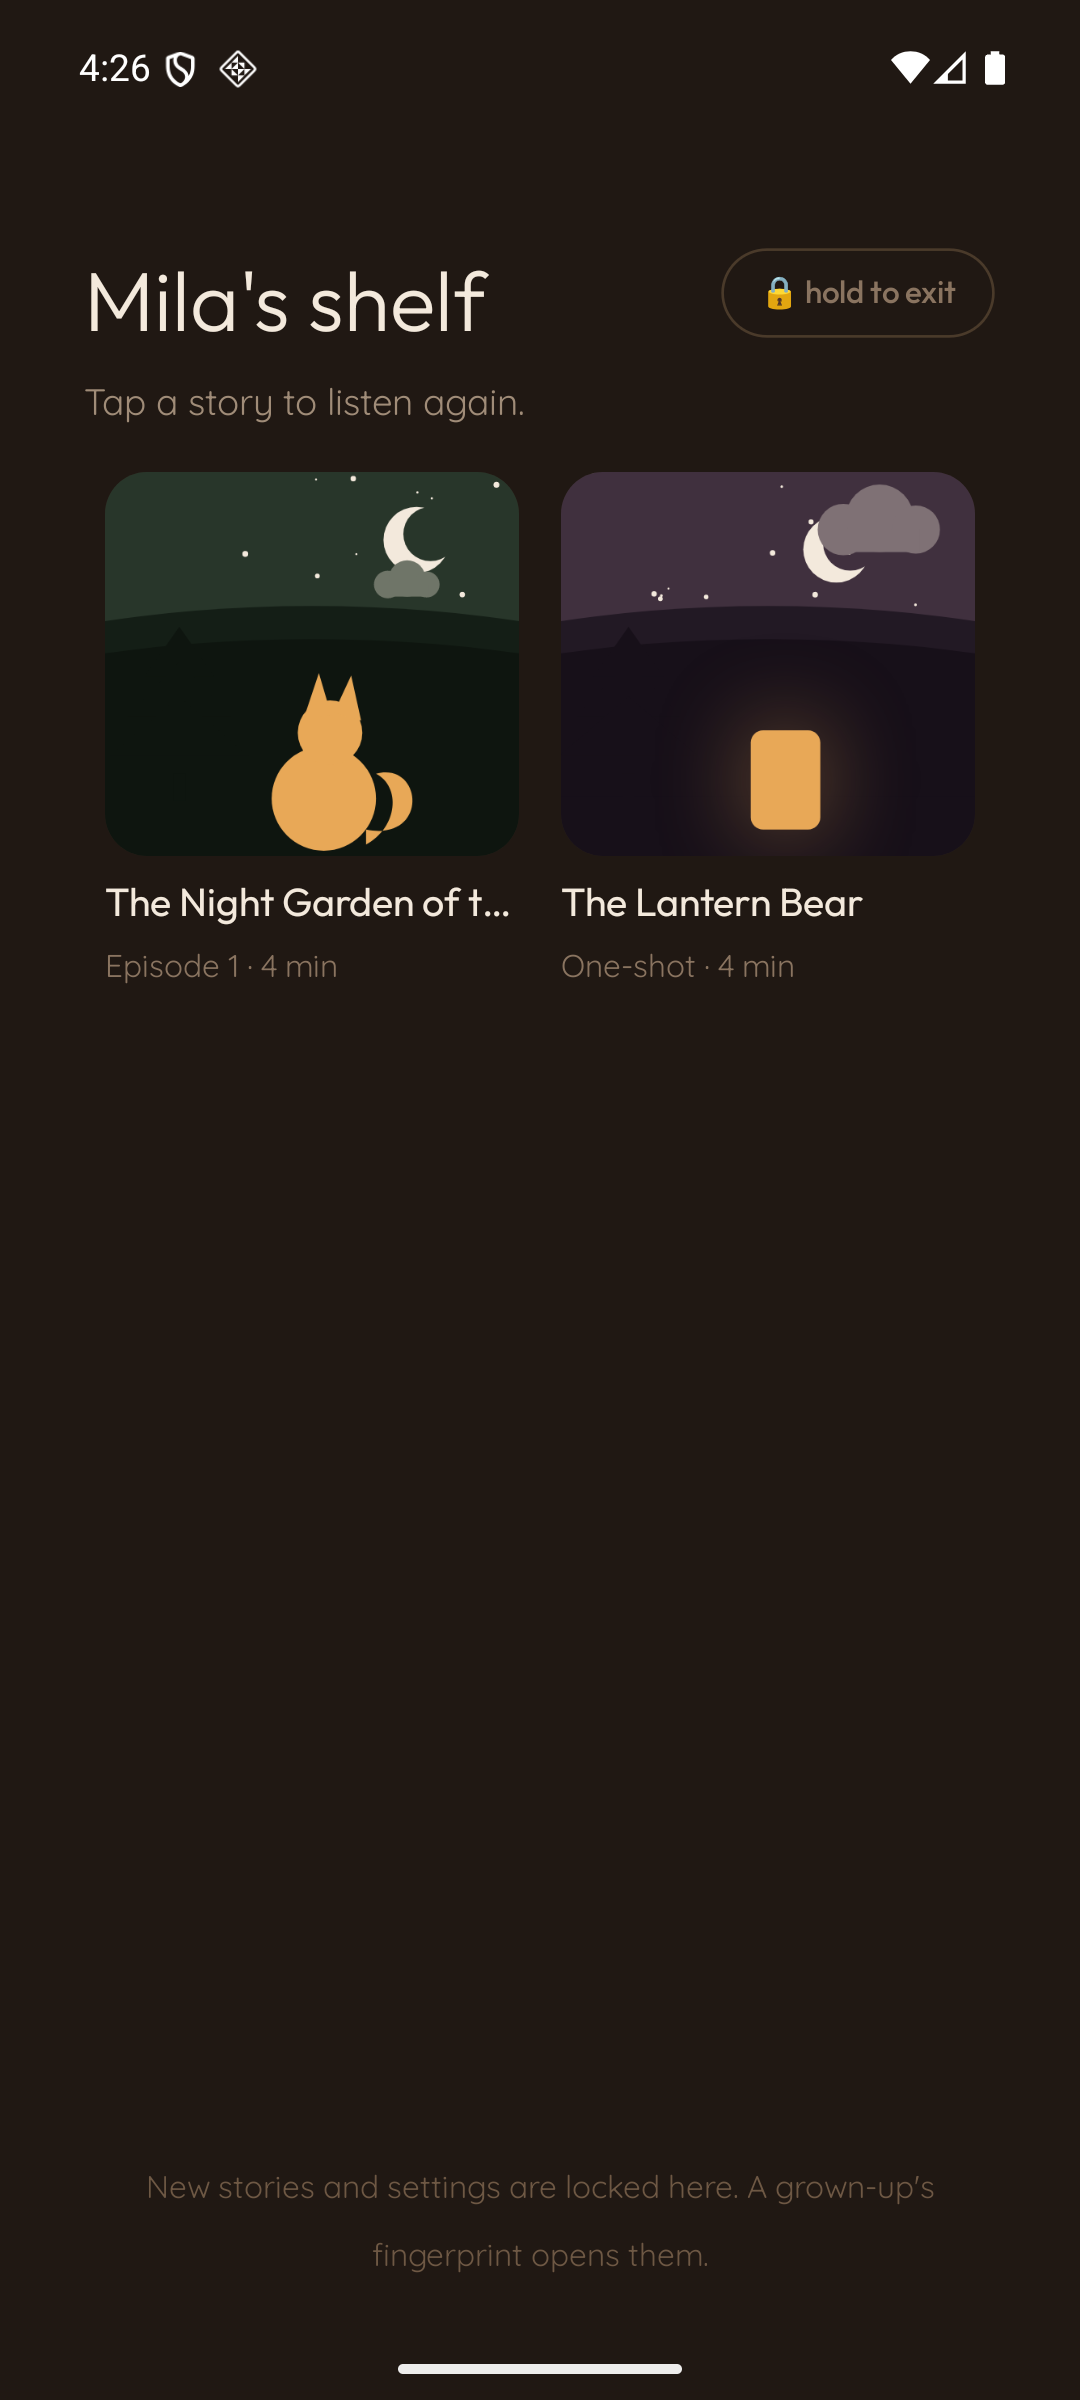 4:26
Mila's shelf
🔒 hold to exit
Tap a story to listen again.
The Night Garden of t...
The Lantern Bear
Episode 1 · 4 min
One-shot · 4 min
New stories and settings are locked here. A grown-up's
fingerprint opens them.